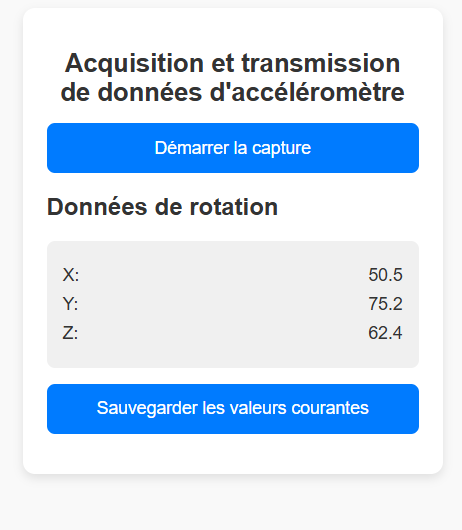 Acquisition et transmission
de données d'accéléromètre
Démarrer la capture
Données de rotation
X: 50.5
Y: 75.2
Z: 62.4
Sauvegarder les valeurs courantes